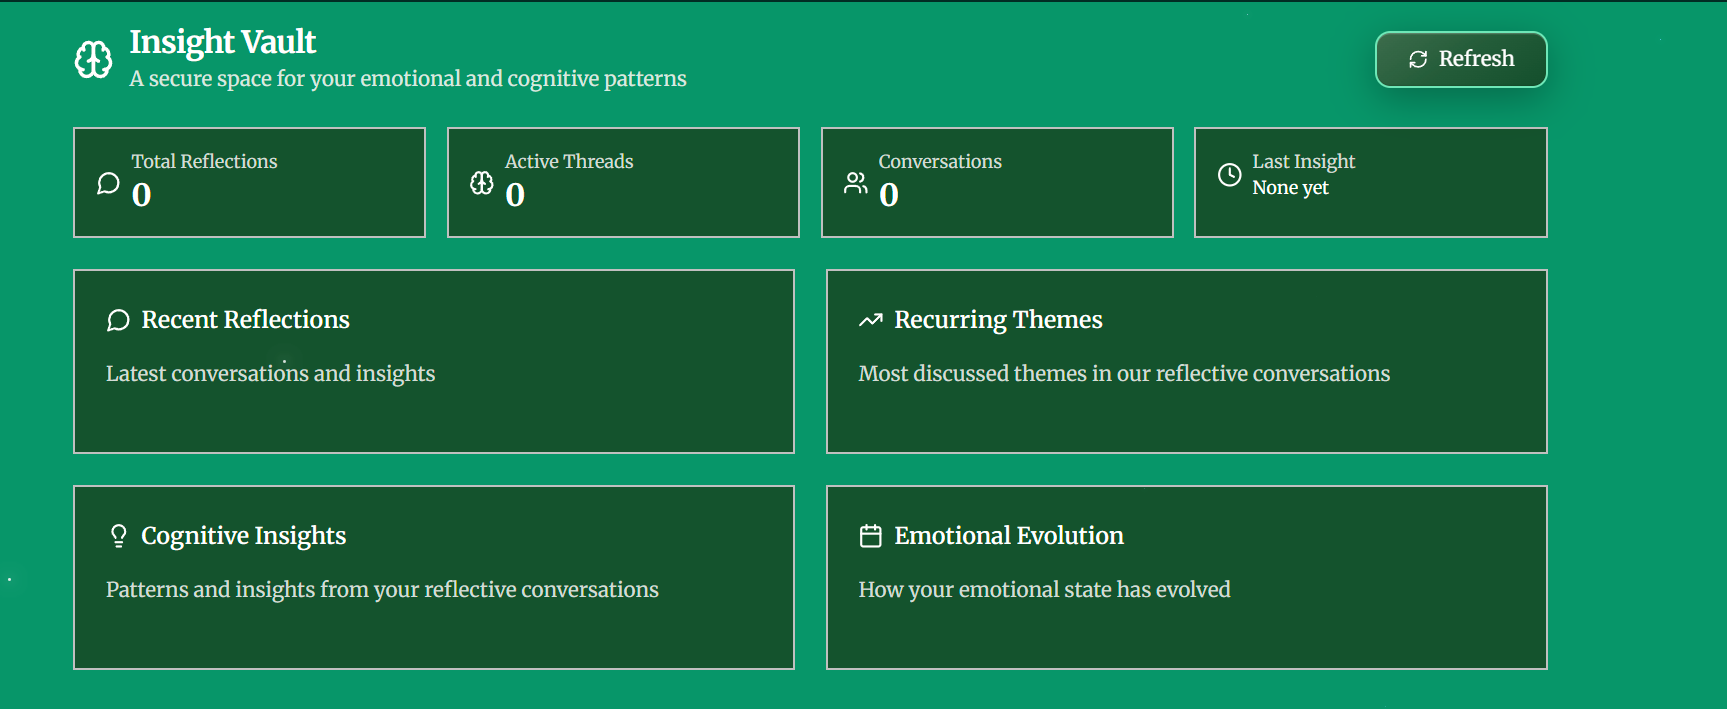 Insight Vault
A secure space for your emotional and cognitive patterns
Refresh
Total Reflections
0
Active Threads
0
Conversations
0
Last Insight
None yet
Recent Reflections
Latest conversations and insights
Recurring Themes
Most discussed themes in our reflective conversations
Cognitive Insights
Patterns and insights from your reflective conversations
Emotional Evolution
How your emotional state has evolved